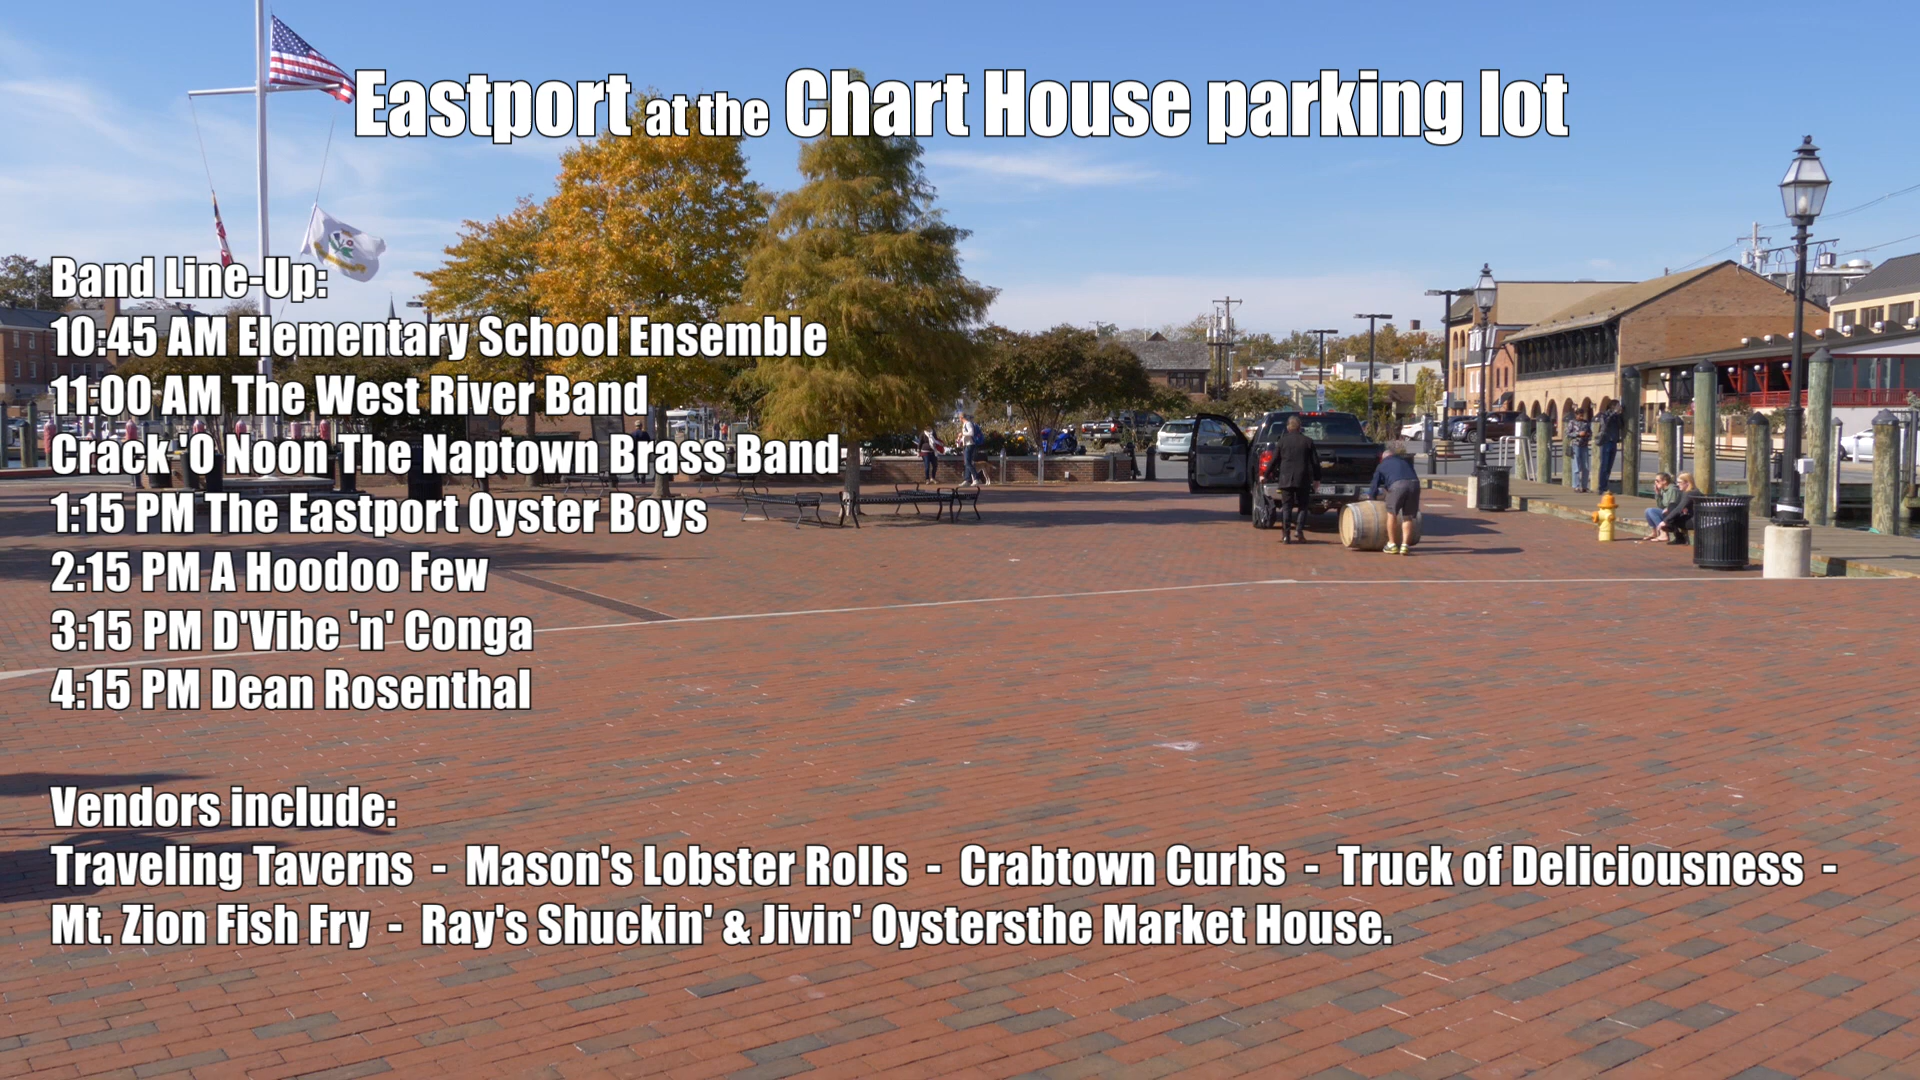 Eastport at the Chart House parking lot
Band Line-Up:
10:45 AM Elementary School Ensemble
11:00 AM The West River Band
Crack 'O Noon The Naptown Brass Band
1:15 PM The Eastport Oyster Boys
2:15 PM A Hoodoo Few
3:15 PM D'Vibe 'n' Conga
4:15 PM Dean Rosenthal
Vendors include:
Traveling Taverns - Mason's Lobster Rolls - Crabtown Curbs - Truck of Deliciousness -
Mt. Zion Fish Fry - Ray's Shuckin' & Jivin' Oystersthe Market House.